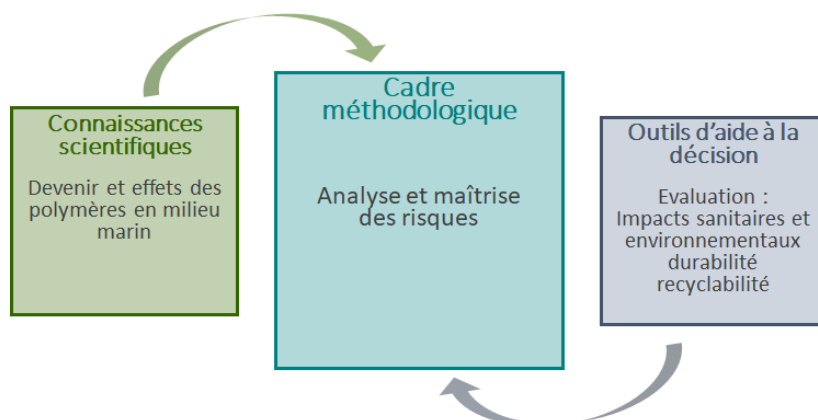 Connaissances
scientifiques
Devenir et effets des
polymères en milieu
marin
Cadre
méthodologique
Analyse et maîtrise
des risques
Outils d'aide à la
décision
Evaluation :
Impacts sanitaires et
environnementaux
durabilité
recyclabilité